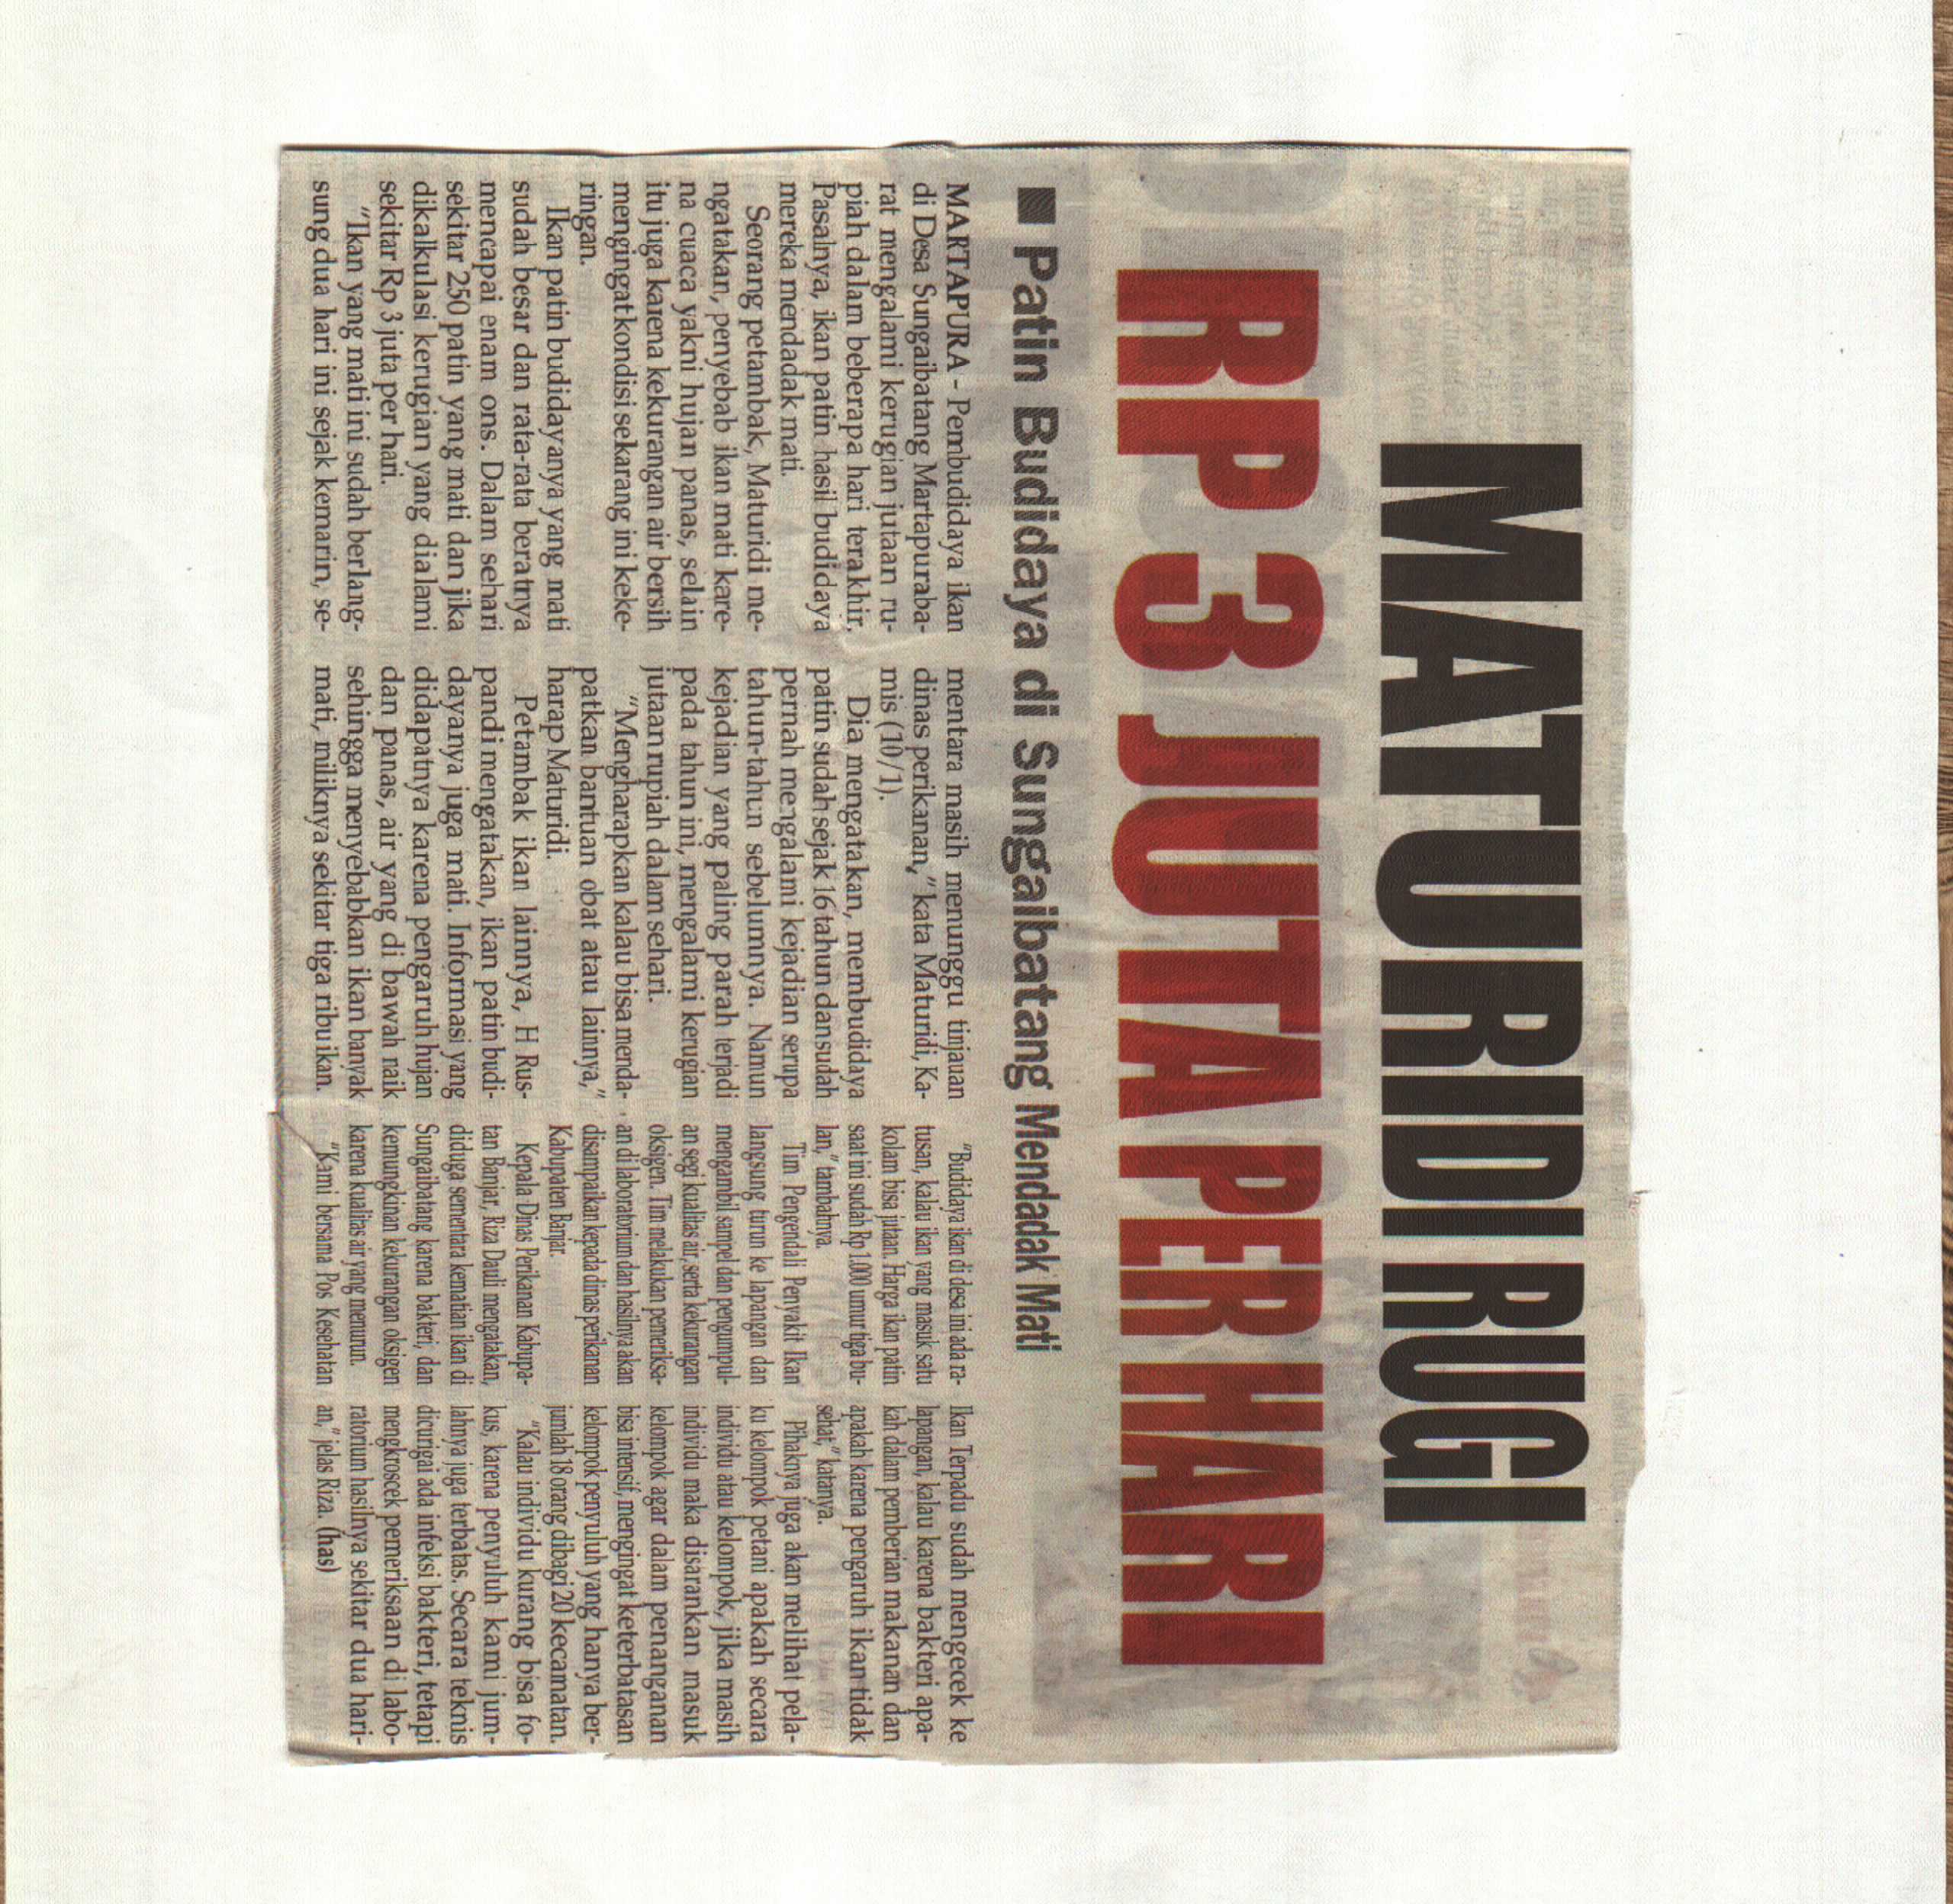 MATURIDI RUGI
RP 3 JUTA PER HARI
■ Patin Budidaya di Sungaibatang Mendadak Mati
MARTAPURA - Pembudidaya ikan
di Desa Sungaibatang Martapuraba-
rat mengalami kerugian jutaan ru-
piah dalam beberapa hari terakhir.
Pasalnya, ikan patin hasil budidaya
mereka mendadak mati.
Seorang petambak, Maturidi me-
ngatakan, penyebab ikan mati kare-
na cuaca yakni hujan panas, selain
itu juga karena kekurangan air bersih
mengingat kondisi sekarang ini keke-
ringan.
Ikan patin budidayanya yang mati
sudah besar dan rata-rata beratnya
mencapai enam ons. Dalam sehari
sekitar 250 patin yang mati dan jika
dikalkulasi kerugian yang dialami
sekitar Rp 3 juta per hari.
"Ikan yang mati ini sudah berlang-
sung dua hari ini sejak kemarin, se-
mentara masih menunggu tinjauan
dinas perikanan," kata Maturidi, Ka-
mis (10/1).
Dia mengatakan, membudidaya
patin sudah sejak 16 tahun dan sudah
pernah mengalami kejadian serupa
tahun-tahun sebelumnya. Namun
kejadian yang paling parah terjadi
pada tahun ini, mengalami kerugian
jutaan rupiah dalam sehari.
"Mengharapkan kalau bisa menda-
patkan bantuan obat atau lainnya,"
harap Maturidi.
Petambak ikan lainnya, H Rus-
pandi mengatakan, ikan patin budi-
dayanya juga mati. Informasi yang
didapatnya karena pengaruh hujan
dan panas, air yang di bawah naik
sehingga menyebabkan ikan banyak
mati, miliknya sekitar tiga ribu ikan.
"Budidaya ikan di desa ini ada ra-
tusan, kalau ikan yang masuk satu
kolam bisa jutaan. Harga ikan patin
saat ini sudah Rp 1.000 umur tiga bu-
lan," tambahnya.
Tim Pengendali Penyakit Ikan
langsung turun ke lapangan dan
mengambil sampel dan pengumpul-
an segi kualitas air, serta kekurangan
oksigen. Tim melakukan pemeriksa-
an di laboratorium dan hasilnya akan
disampaikan kepada dinas perikanan
Kabupaten Banjar.
Kepala Dinas Perikanan Kabupa-
tan Banjar, Riza Dauli mengatakan,
diduga sementara kematian ikan di
Sungaibatang karena bakteri, dan
kemungkinan kekurangan oksigen
karena kualitas air yang menurun.
"Kami bersama Pos Kesehatan
Ikan Terpadu sudah mengecek ke
lapangan, kalau karena bakteri apa-
kah dalam pemberian makanan dan
apakah karena pengaruh ikan tidak
sehat," katanya.
Pihaknya juga akan melihat pela-
ku kelompok petani apakah secara
individu atau kelompok, jika masih
individu maka disarankan masuk
kelompok agar dalam penanganan
bisa intensif, mengingat keterbatasan
kelompok penyuluh yang hanya ber-
jumlah 18 orang dibagi 20 kecamatan.
"Kalau individu kurang bisa fo-
kus, karena penyuluh kami jum-
lahnya juga terbatas. Secara teknis
dicurigai ada infeksi bakteri, tetapi
mengkroscek pemeriksaan di labo-
ratorium hasilnya sekitar dua hari-
an," jelas Riza. (has)